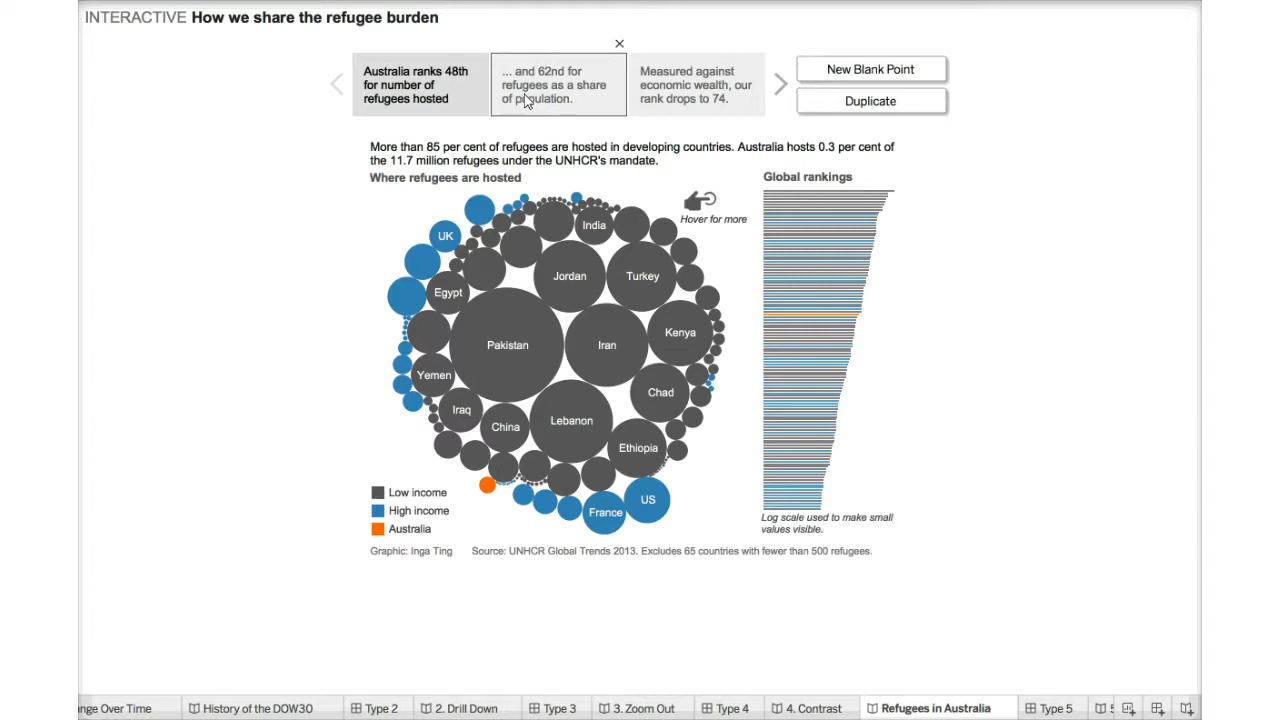 INTERACTIVE How we share the refugee burden
Australia ranks 48th
for number of
refugees hosted
... and 62nd for
refugees as a share
of population.
Measured against
economic wealth, our
rank drops to 74.
New Blank Point
Duplicate
More than 85 per cent of refugees are hosted in developing countries. Australia hosts 0.3 per cent of
the 11.7 million refugees under the UNHCR's mandate.
Where refugees are hosted
Global rankings
Hover for more
India
UK
Jordan
Turkey
Egypt
Kenya
Pakistan
Iran
Yemen
Chad
Iraq
China
Lebanon
Ethiopia
US
France
Low income
High income
Australia
Log scale used to make small
values visible.
Graphic: Inga Ting
Source: UNHCR Global Trends 2013. Excludes 65 countries with fewer than 500 refugees.
nge Over Time
History of the DOW30
Type 2
2. Drill Down
Type 3
3. Zoom Out
Type 4
4. Contrast
Refugees in Australia
Type 5